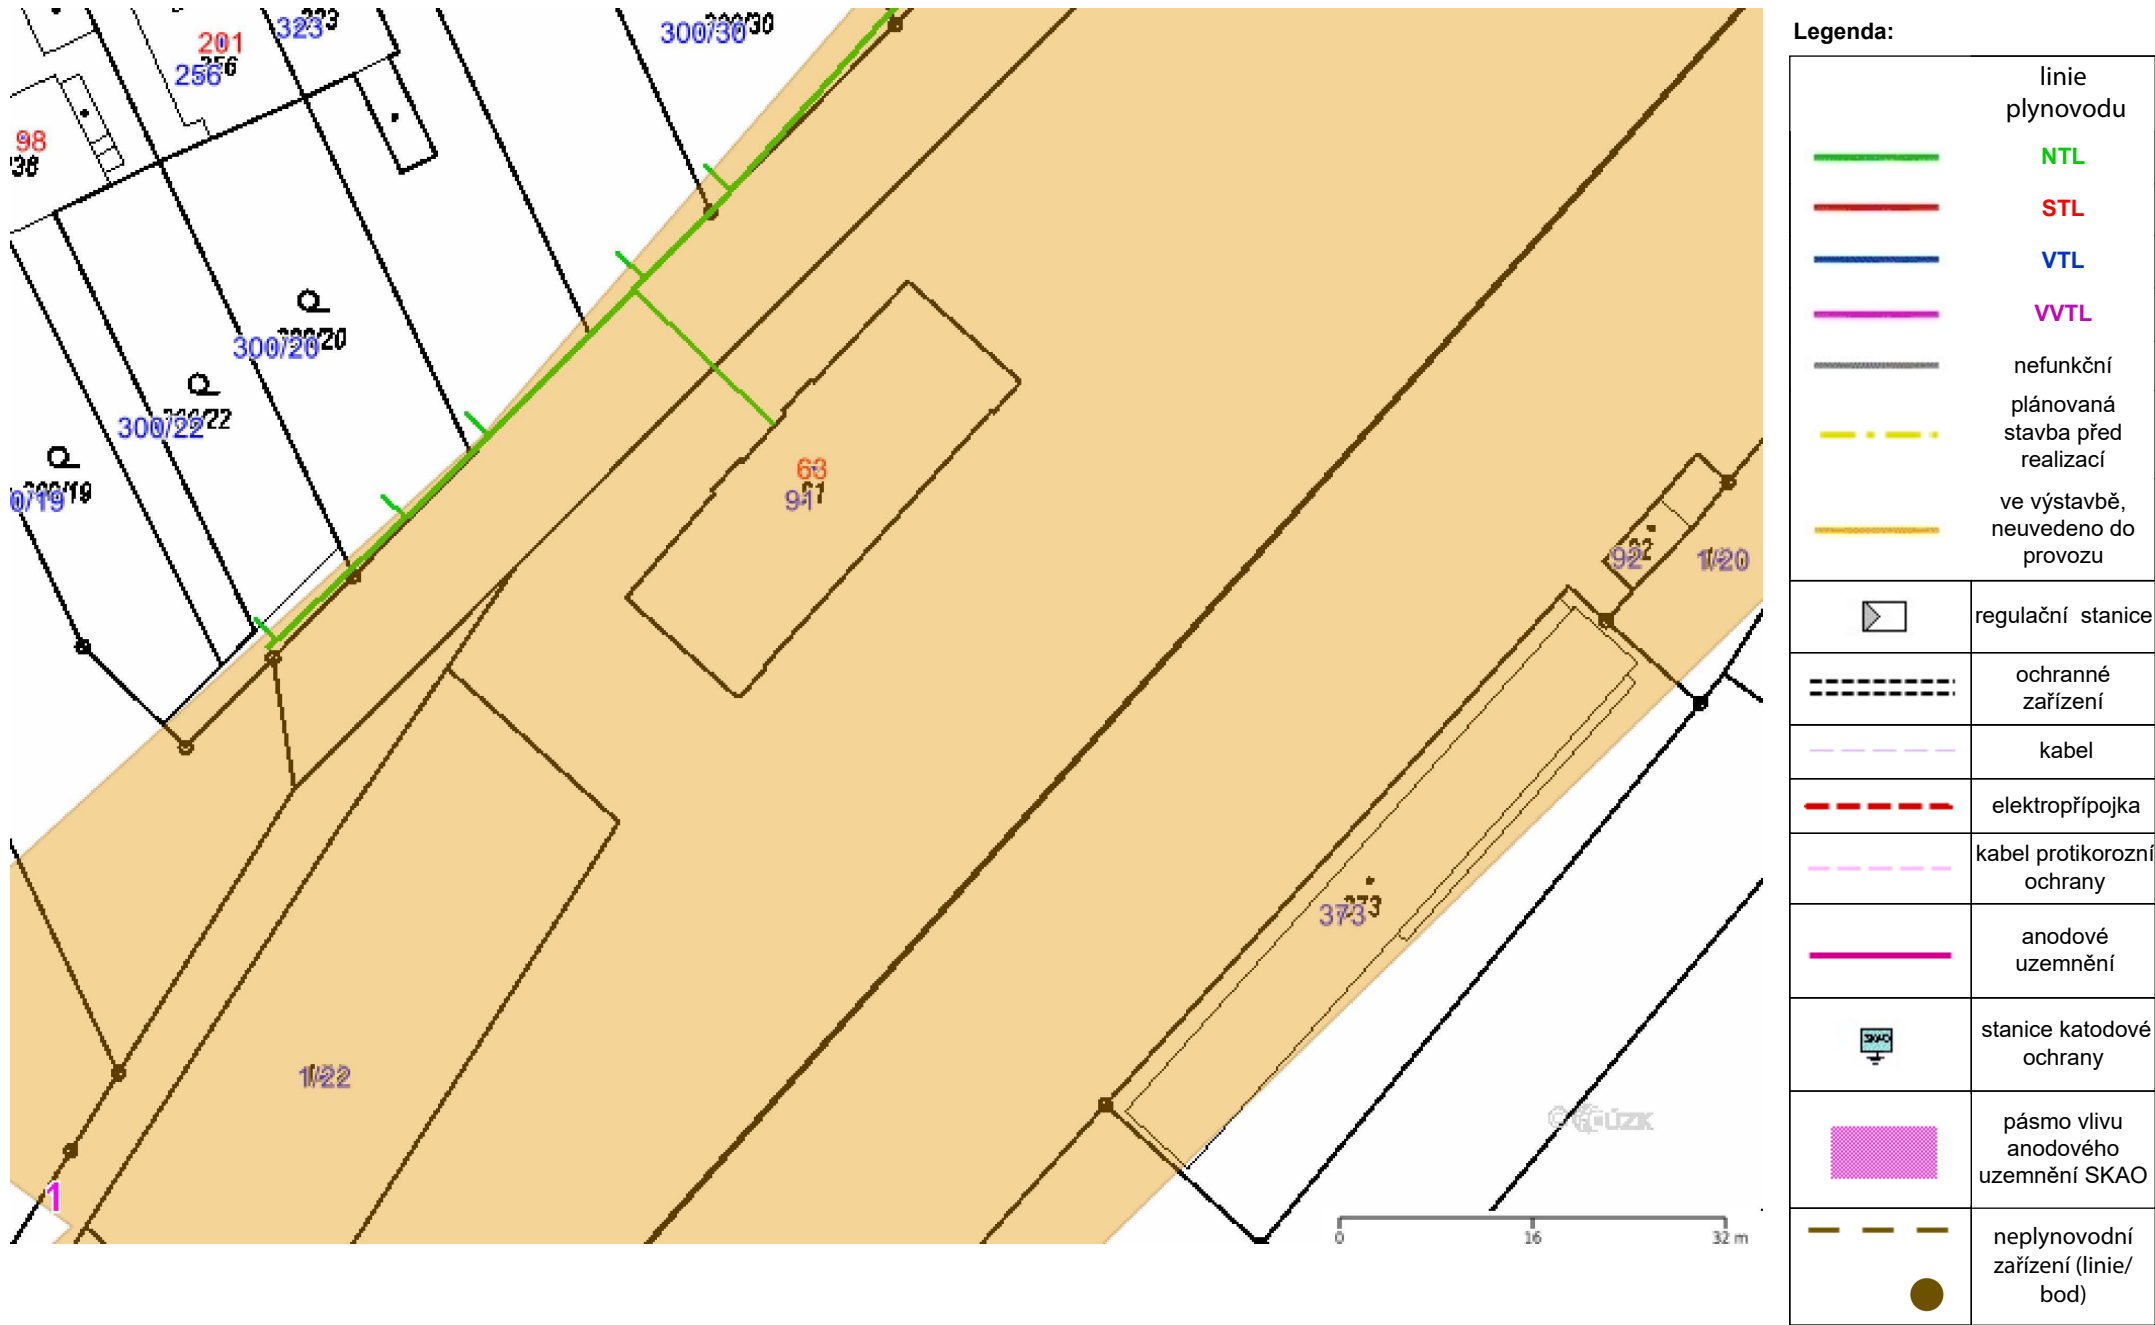 323
201
256
300/30
98
300/20
300/22
63
91
92
1/20
373
1/22
1
0
16
32 m
Legenda:
linie
plynovodu
NTL
STL
VTL
VVTL
nefunkční
plánovaná
stavba před
realizací
ve výstavbě,
neuvedeno do
provozu
regulační stanice
ochranné
zařízení
kabel
elektropřípojka
kabel protikorozní
ochrany
anodové
uzemnění
SKAO
stanice katodové
ochrany
pásmo vlivu
anodového
uzemnění SKAO
neplynovodní
zařízení (linie/
bod)